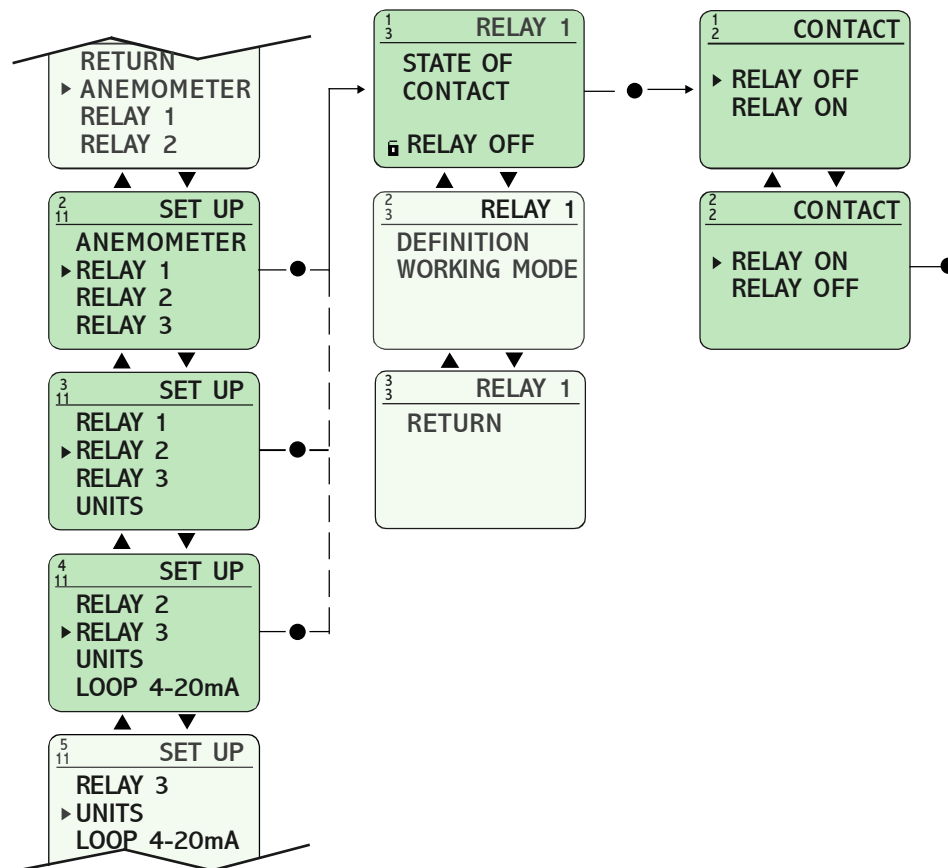 RETURN
ANEMOMETER
RELAY 1
RELAY 2
2
11
SET UP
ANEMOMETER
RELAY 1
RELAY 2
RELAY 3
3
11
SET UP
RELAY 1
RELAY 2
RELAY 3
UNITS
4
11
SET UP
RELAY 2
RELAY 3
UNITS
LOOP 4-20mA
5
11
SET UP
RELAY 3
UNITS
LOOP 4-20mA
1
3
RELAY 1
STATE OF
CONTACT
RELAY OFF
2
3
RELAY 1
DEFINITION
WORKING MODE
3
3
RELAY 1
RETURN
1
2
CONTACT
RELAY OFF
RELAY ON
2
2
CONTACT
RELAY ON
RELAY OFF